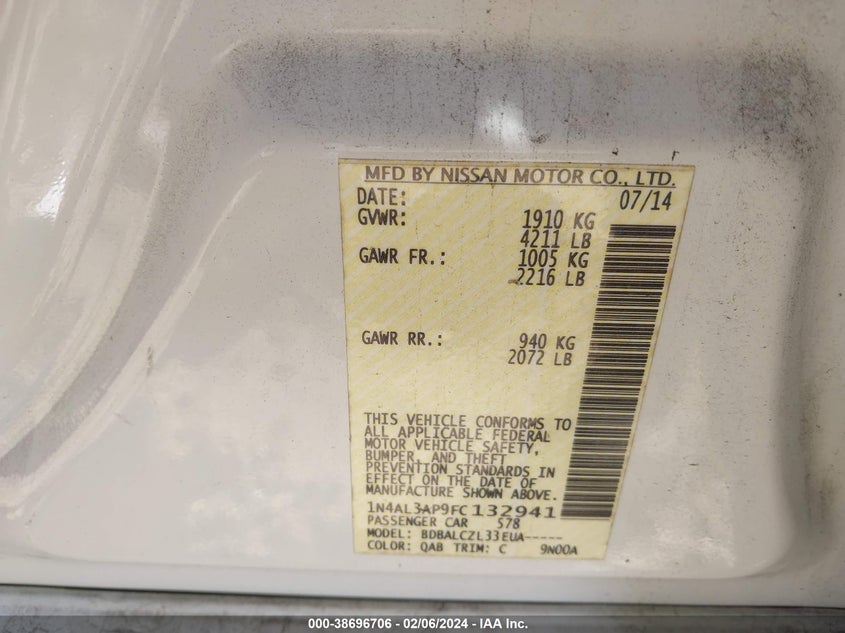 MFD BY NISSAN MOTOR CO., LTD.
DATE: 07/14
GVWR: 1910 KG
4211 LB
GAWR FR.: 1005 KG
2216 LB
GAWR RR.: 940 KG
2072 LB
THIS VEHICLE CONFORMS TO
ALL APPLICABLE FEDERAL
MOTOR VEHICLE SAFETY,
BUMPER, AND THEFT
PREVENTION STANDARDS IN
EFFECT ON THE DATE OF
MANUFACTURE SHOWN ABOVE.
1N4AL3AP9FC132941
PASSENGER CAR 578
MODEL: BDBALCZL33EUA-----
COLOR: QAB TRIM: C 9N00A
000-38696706 - 02/06/2024 - IAA Inc.